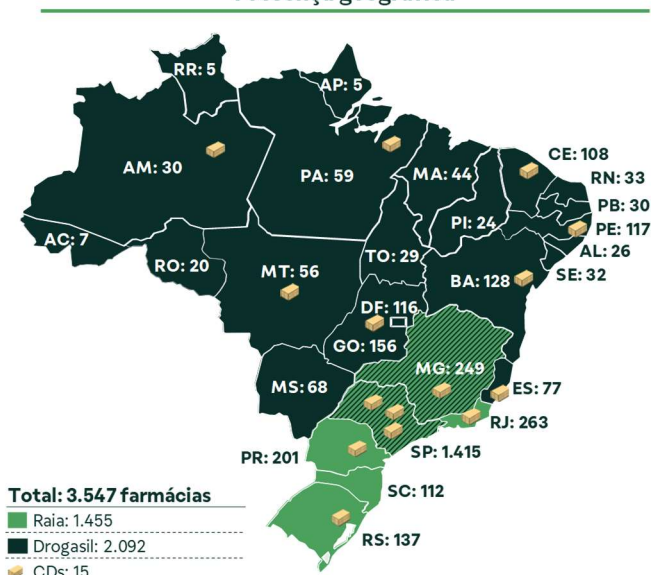 RR: 5
AP: 5
AM: 30
PA: 59
MA: 44
CE: 108
RN: 33
PB: 30
PE: 117
AL: 26
SE: 32
PI: 24
AC: 7
RO: 20
MT: 56
TO: 29
BA: 128
DF: 116
GO: 156
MG: 249
MS: 68
ES: 77
RJ: 263
PR: 201
SP: 1.415
SC: 112
RS: 137
Total: 3.547 farmácias
Raia: 1.455
Drogasil: 2.092
CDs: 15